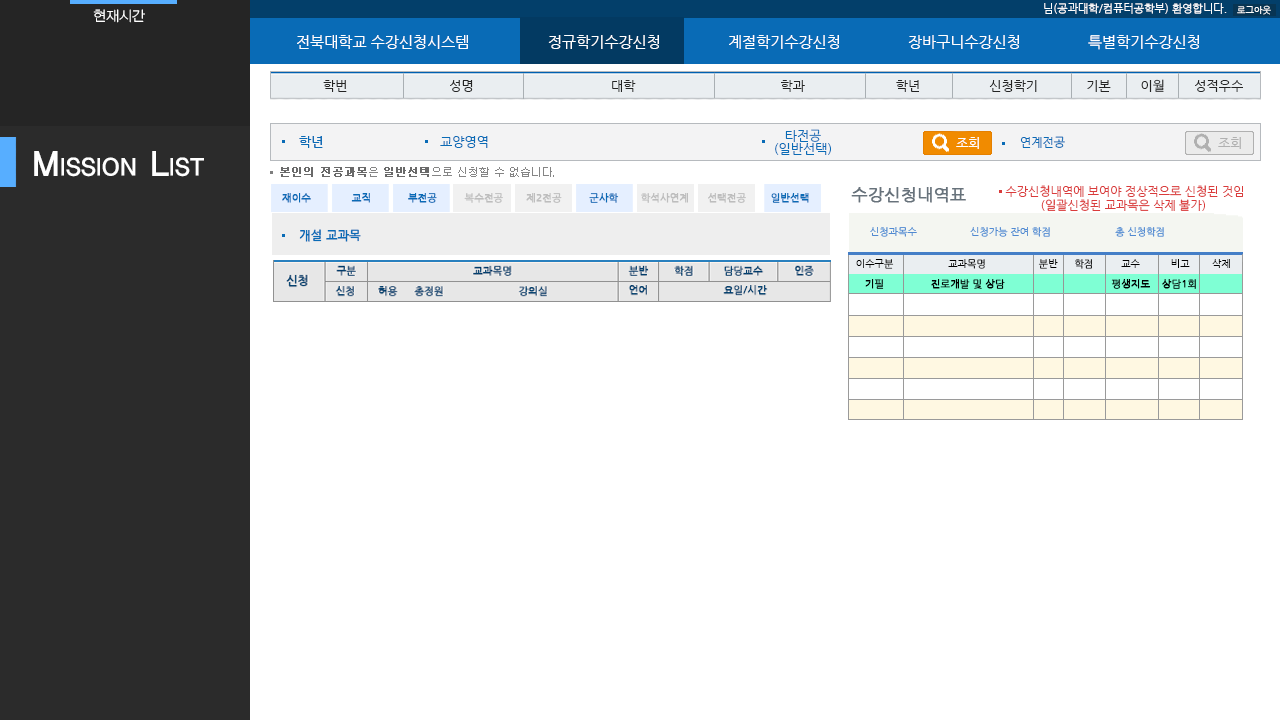 현재시간
님(공과대학/컴퓨터공학부) 환영합니다. 로그아웃
전북대학교 수강신청시스템 정규학기수강신청 계절학기수강신청 장바구니수강신청 특별학기수강신청
학번 성명 대학 학과 학년 신청학기 기본 이월 성적우수
Mission List
학년 교양영역 타전공 (일반선택) 조회 연계전공 조회
본인의 전공과목은 일반선택으로 신청할 수 없습니다.
재이수 교직 부전공 복수전공 제2전공 군사학 학석사연계 선택전공 일반선택
수강신청내역표
수강신청내역에 보여야 정상적으로 신청된 것임
(일괄신청된 교과목은 삭제 불가)
개설 교과목
신청과목수 신청가능 잔여 학점 총 신청학점
신청 구분 교과목명 분반 학점 담당교수 인증
신청 허용 총정원 강의실 언어 요일/시간
이수구분 교과목명 분반 학점 교수 비고 삭제
기필 진로개발 및 상담 평생지도 상담1회